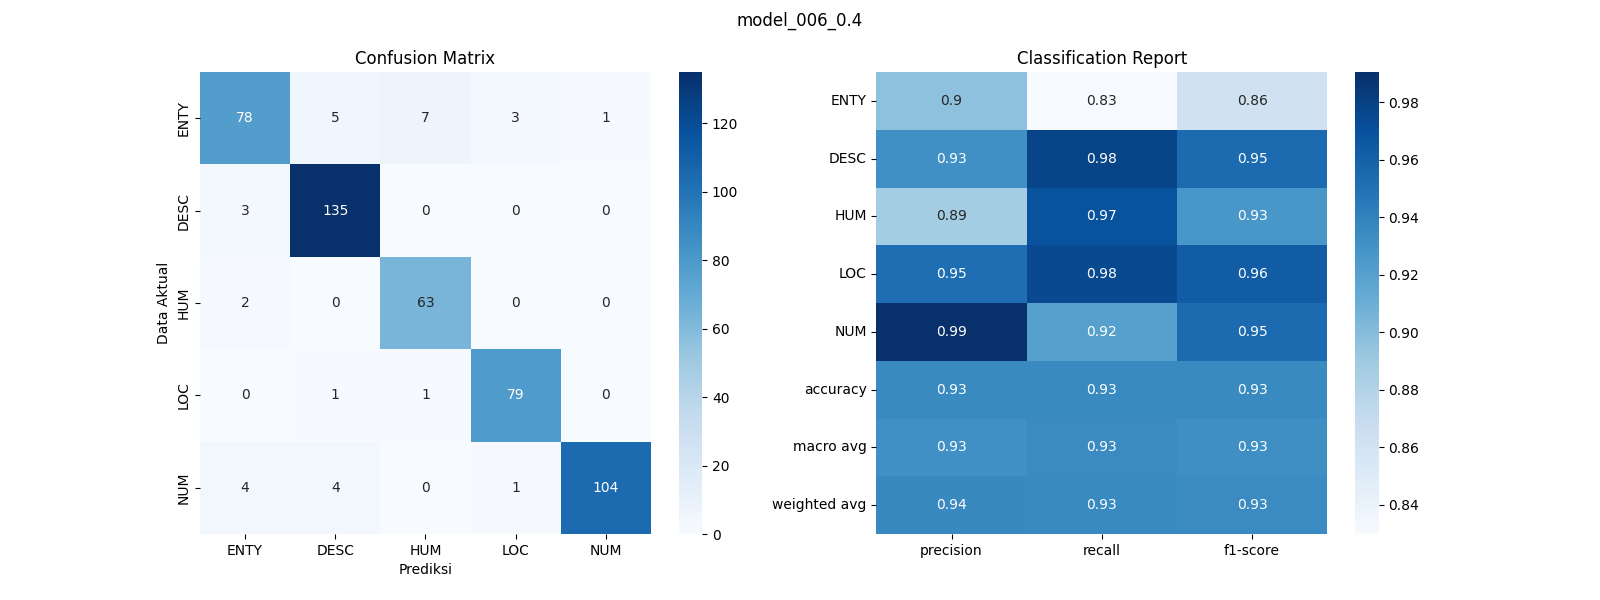 model_006_0.4
Confusion Matrix
ENTY 78 5 7 3 1
DESC 3 135 0 0 0
HUM 2 0 63 0 0
LOC 0 1 1 79 0
NUM 4 4 0 1 104
ENTY DESC HUM LOC NUM
Prediksi
Data Aktual
120
100
80
60
40
20
0
Classification Report
ENTY 0.9 0.83 0.86
DESC 0.93 0.98 0.95
HUM 0.89 0.97 0.93
LOC 0.95 0.98 0.96
NUM 0.99 0.92 0.95
accuracy 0.93 0.93 0.93
macro avg 0.93 0.93 0.93
weighted avg 0.94 0.93 0.93
precision recall f1-score
0.98
0.96
0.94
0.92
0.90
0.88
0.86
0.84